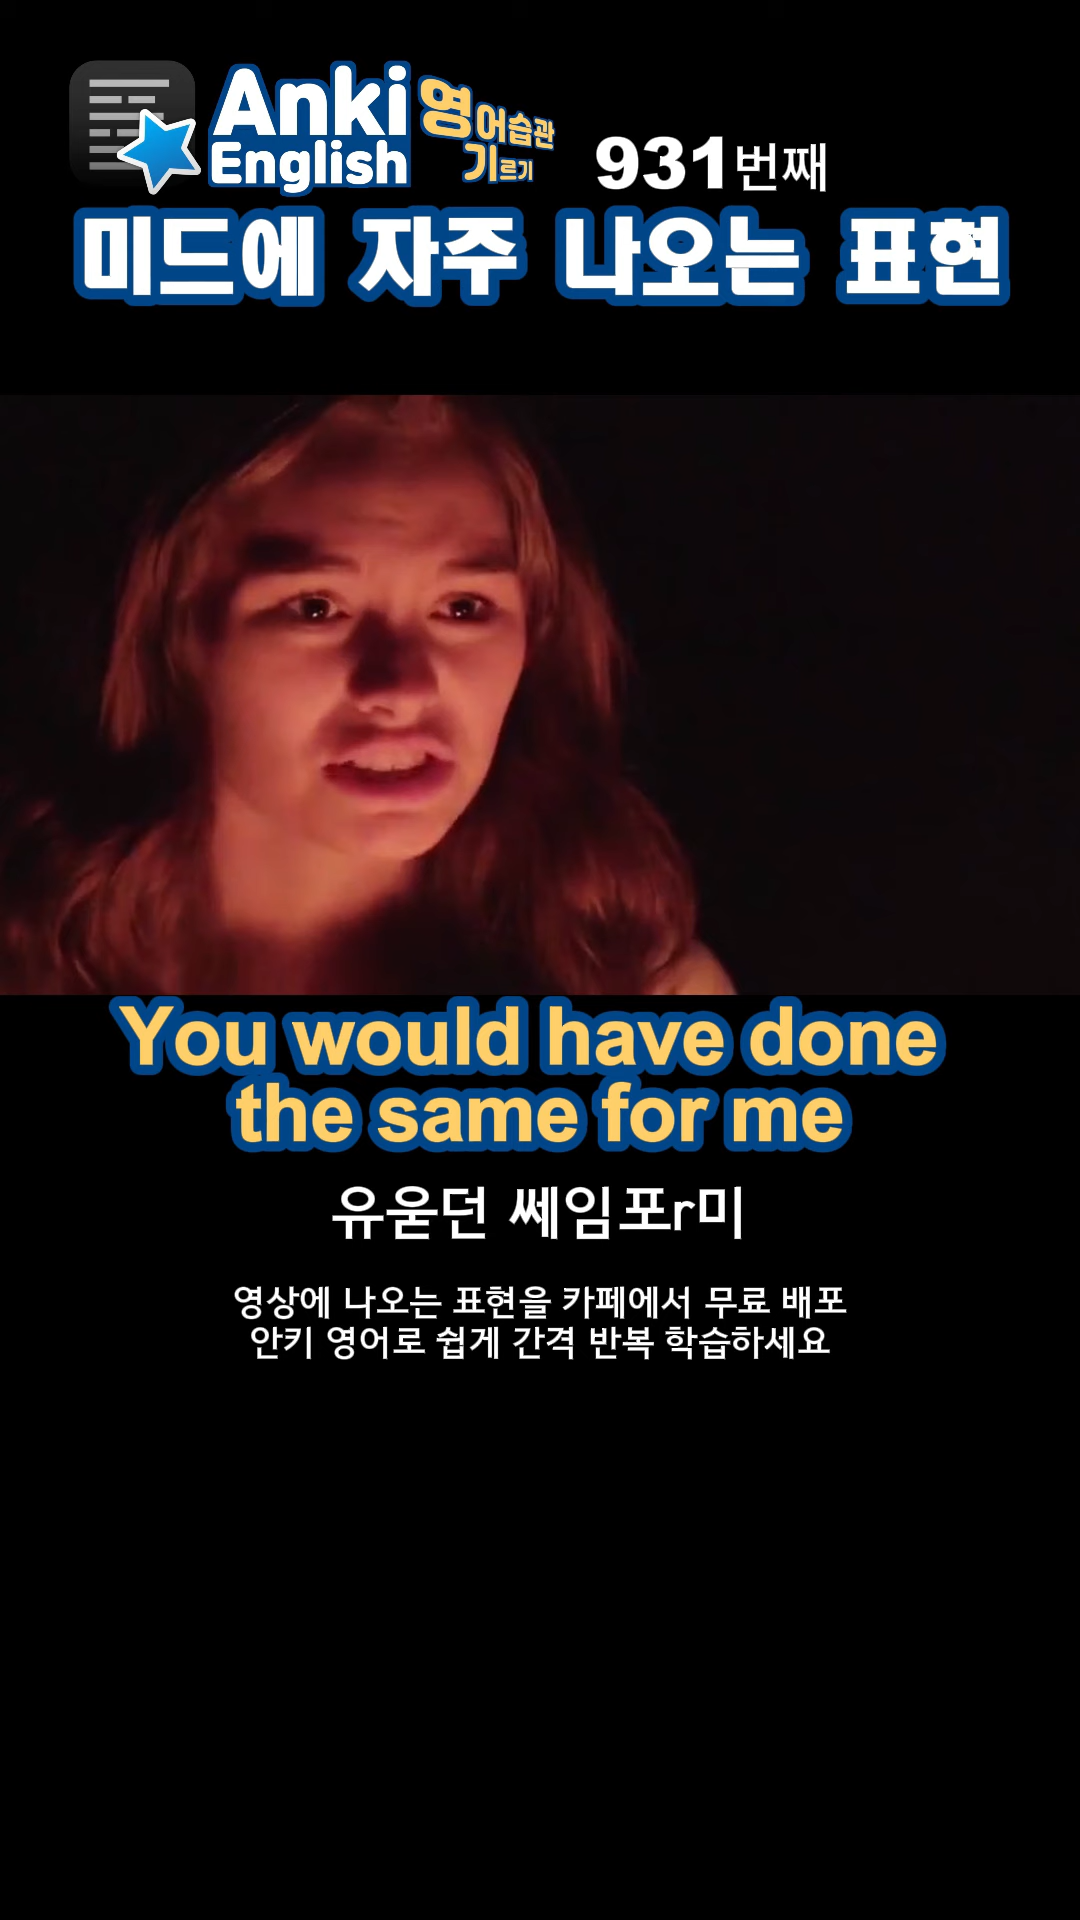 Anki
English
영어습관
기르기
931번째
미드에 자주 나오는 표현
You would have done
the same for me
유욷던 쎄임포r미
영상에 나오는 표현을 카페에서 무료 배포
안키 영어로 쉽게 간격 반복 학습하세요